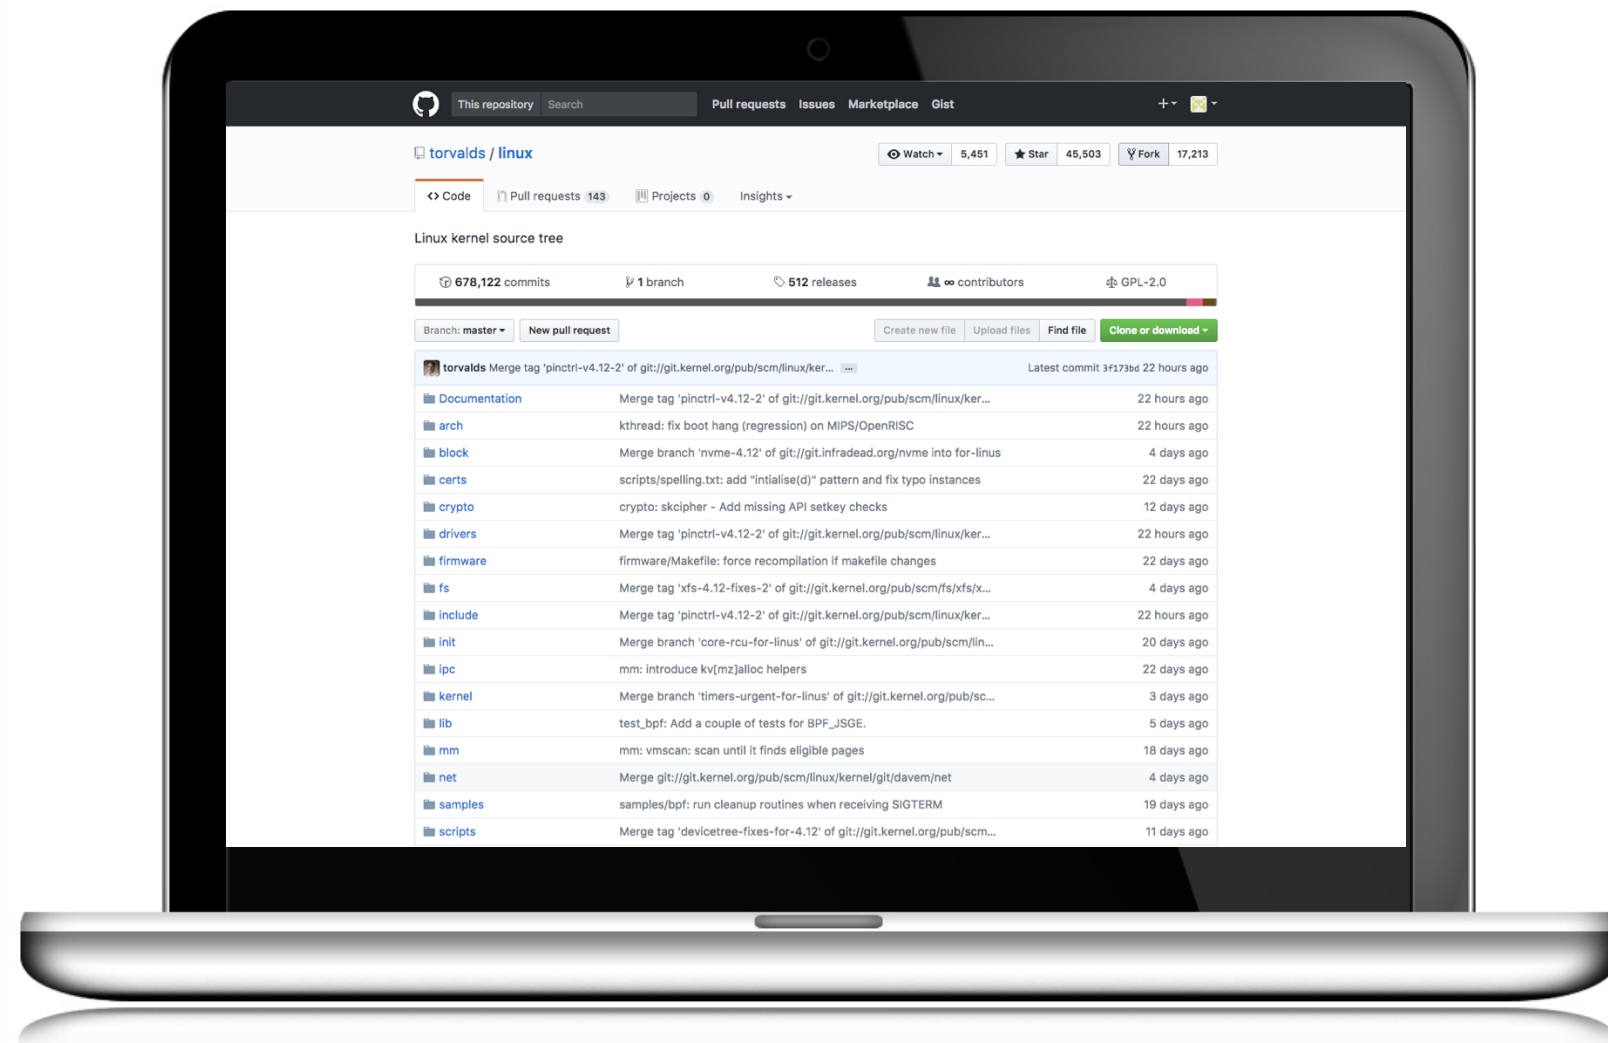 This repository Search Pull requests Issues Marketplace Gist
torvalds / linux Watch 5,451 Star 45,503 Fork 17,213
<> Code Pull requests 143 Projects 0 Insights
Linux kernel source tree
678,122 commits 1 branch 512 releases ∞ contributors GPL-2.0
Branch: master New pull request Create new file Upload files Find file Clone or download
torvalds Merge tag 'pinctrl-v4.12-2' of git://git.kernel.org/pub/scm/linux/ker... ... Latest commit 3f173bd 22 hours ago
Documentation Merge tag 'pinctrl-v4.12-2' of git://git.kernel.org/pub/scm/linux/ker... 22 hours ago
arch kthread: fix boot hang (regression) on MIPS/OpenRISC 22 hours ago
block Merge branch 'nvme-4.12' of git://git.infradead.org/nvme into for-linus 4 days ago
certs scripts/spelling.txt: add "intialise(d)" pattern and fix typo instances 22 days ago
crypto crypto: skcipher - Add missing API setkey checks 12 days ago
drivers Merge tag 'pinctrl-v4.12-2' of git://git.kernel.org/pub/scm/linux/ker... 22 hours ago
firmware firmware/Makefile: force recompilation if makefile changes 22 days ago
fs Merge tag 'xfs-4.12-fixes-2' of git://git.kernel.org/pub/scm/fs/xfs/x... 4 days ago
include Merge tag 'pinctrl-v4.12-2' of git://git.kernel.org/pub/scm/linux/ker... 22 hours ago
init Merge branch 'core-rcu-for-linus' of git://git.kernel.org/pub/scm/lin... 20 days ago
ipc mm: introduce kv[mz]alloc helpers 22 days ago
kernel Merge branch 'timers-urgent-for-linus' of git://git.kernel.org/pub/sc... 3 days ago
lib test_bpf: Add a couple of tests for BPF_JSGE. 5 days ago
mm mm: vmscan: scan until it finds eligible pages 18 days ago
net Merge git://git.kernel.org/pub/scm/linux/kernel/git/davem/net 4 days ago
samples samples/bpf: run cleanup routines when receiving SIGTERM 19 days ago
scripts Merge tag 'devicetree-fixes-for-4.12' of git://git.kernel.org/pub/scm... 11 days ago